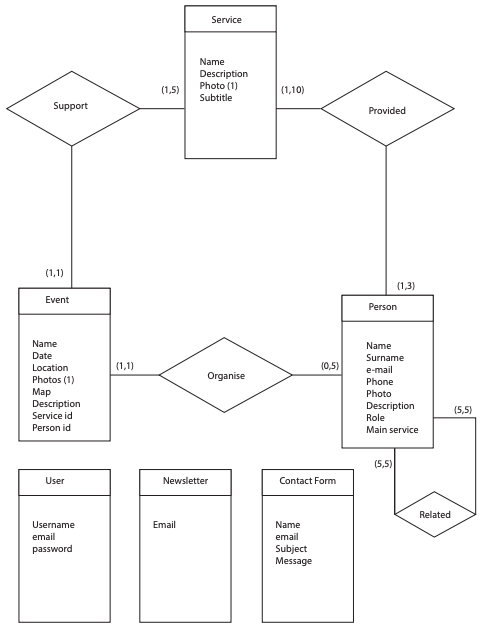 Service
Name
Description
Photo (1)
Subtitle
Support
(1,5)
(1,10)
Provided
(1,1)
(1,3)
Event
Name
Date
Location
Photos (1)
Map
Description
Service id
Person id
(1,1)
Organise
(0,5)
Person
Name
Surname
e-mail
Phone
Photo
Description
Role
Main service
(5,5)
(5,5)
Related
User
Username
email
password
Newsletter
Email
Contact Form
Name
email
Subject
Message